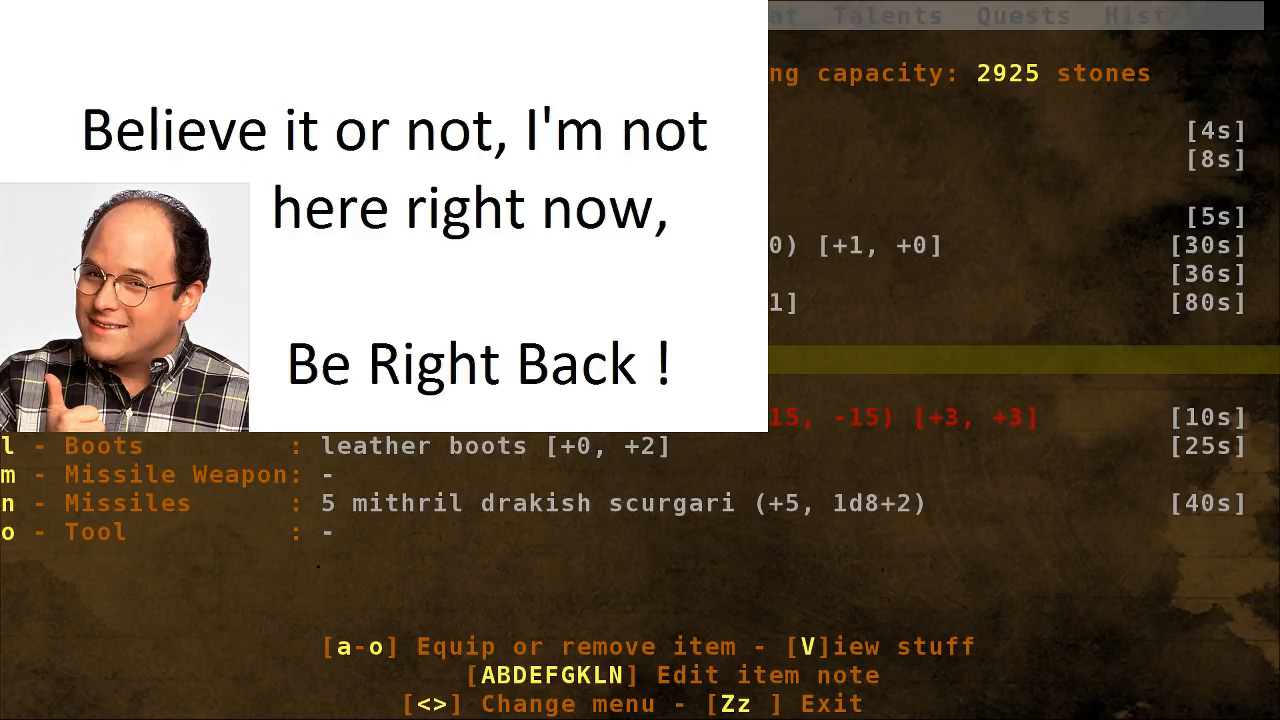 at Talents Quests Hist
Believe it or not, I'm not
here right now,
Be Right Back !
ng capacity: 2925 stones
[4s]
[8s]
[5s]
0) [+1, +0] [30s]
[36s]
1] [80s]
15, -15) [+3, +3] [10s]
l - Boots : leather boots [+0, +2] [25s]
m - Missile Weapon: -
n - Missiles : 5 mithril drakish scurgari (+5, 1d8+2) [40s]
o - Tool : -
[a-o] Equip or remove item - [V]iew stuff
[ABDEFGKLN] Edit item note
[<>] Change menu - [Zz ] Exit